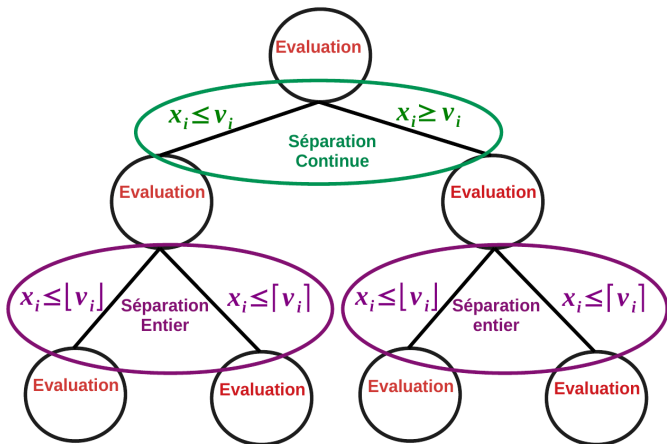 Evaluation
x_i ≤ v_i
x_i ≥ v_i
Séparation
Continue
Evaluation
Evaluation
x_i ≤ ⌊v_i⌋
Séparation
Entier
x_i ≤ ⌈v_i⌉
x_i ≤ ⌊v_i⌋
Séparation
entier
x_i ≤ ⌈v_i⌉
Evaluation
Evaluation
Evaluation
Evaluation